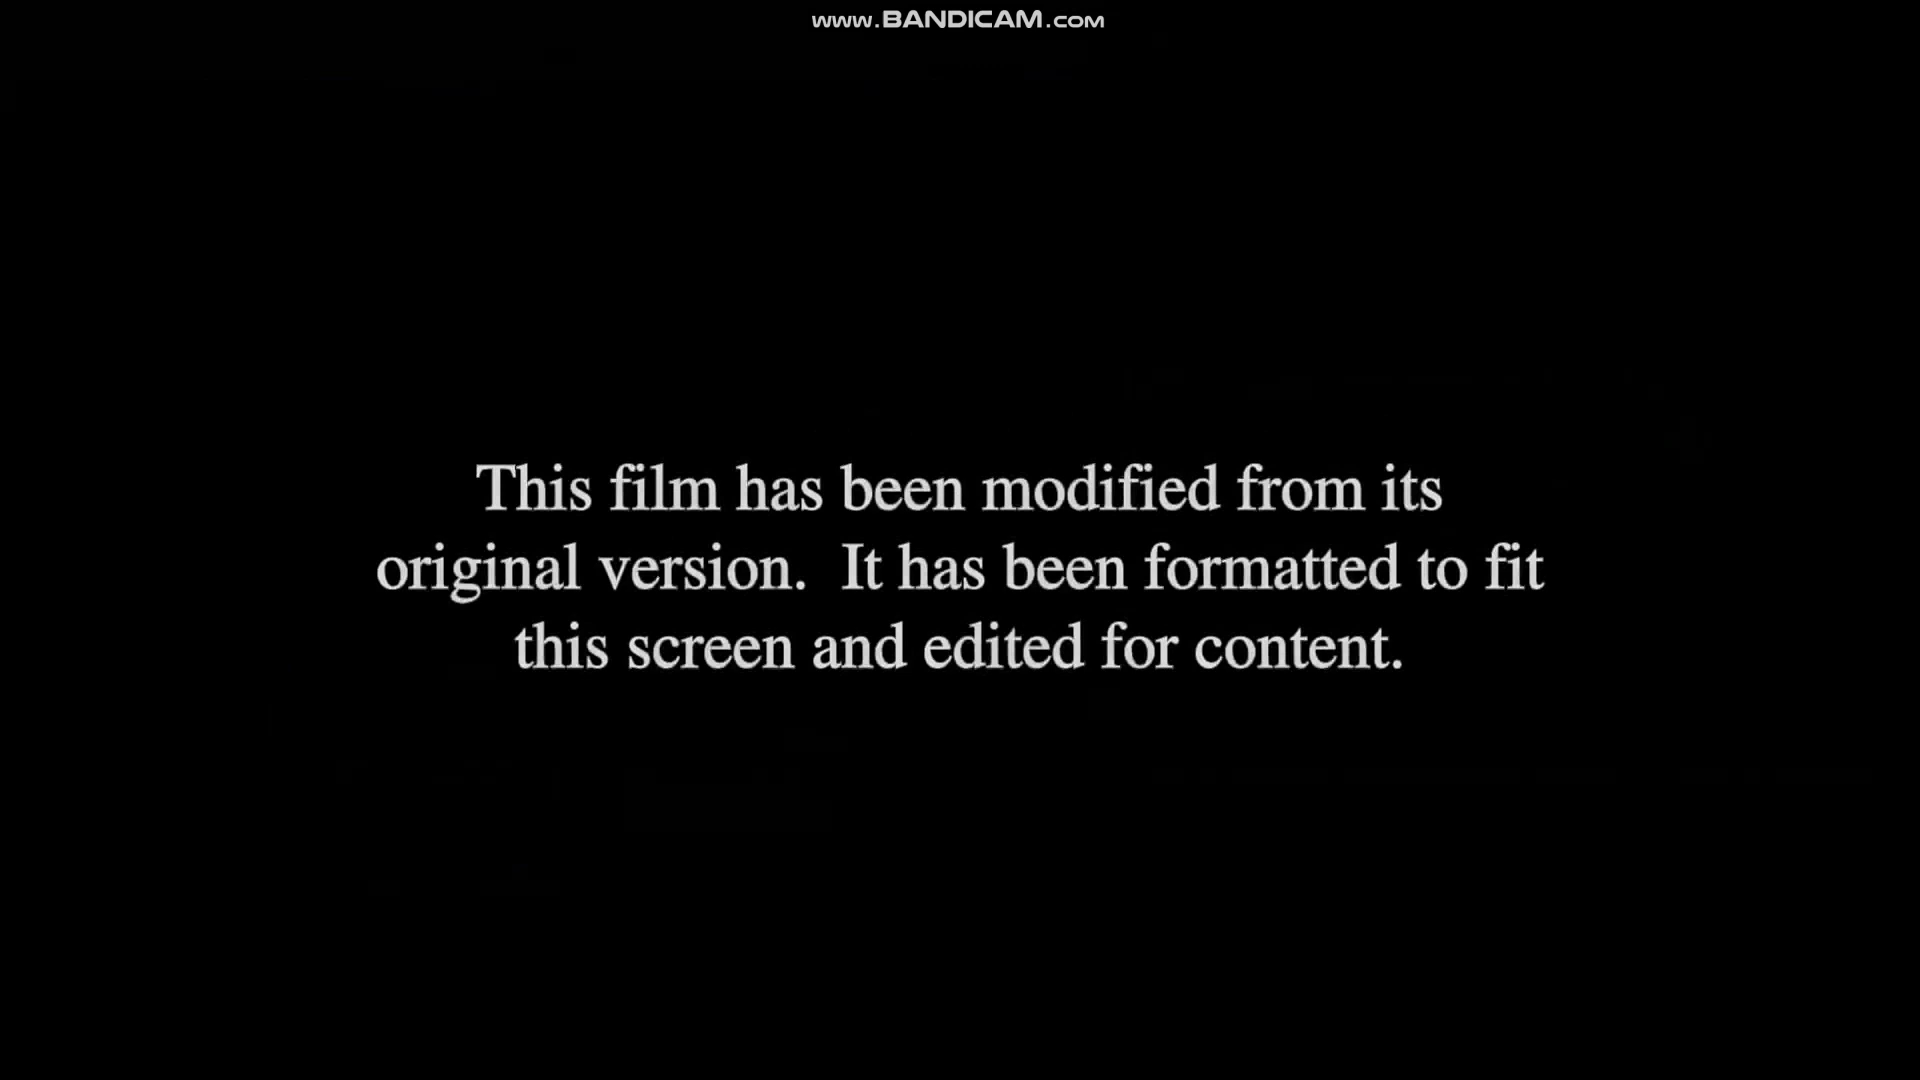 www.BANDICAM.com
This film has been modified from its
original version.  It has been formatted to fit
this screen and edited for content.